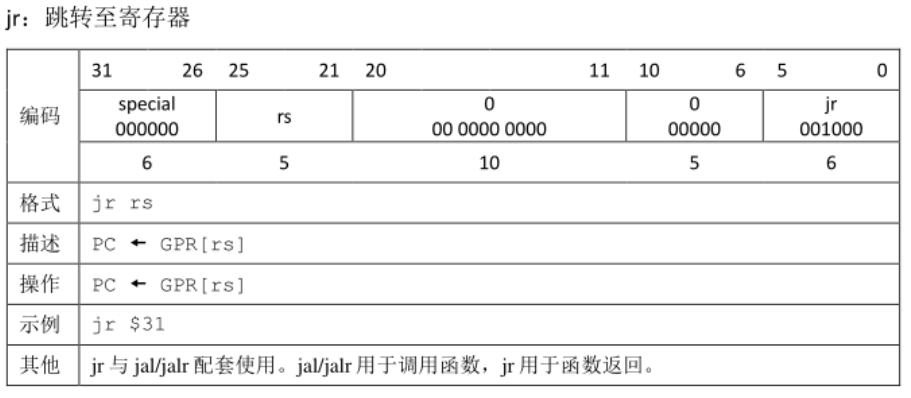 jr：跳转至寄存器
编码
31 26 25 21 20 11 10 6 5 0
special rs 0 0 jr
000000 00 0000 0000 00000 001000
6 5 10 5 6
格式 jr rs
描述 PC ← GPR[rs]
操作 PC ← GPR[rs]
示例 jr $31
其他 jr 与 jal/jalr 配套使用。jal/jalr 用于调用函数，jr 用于函数返回。